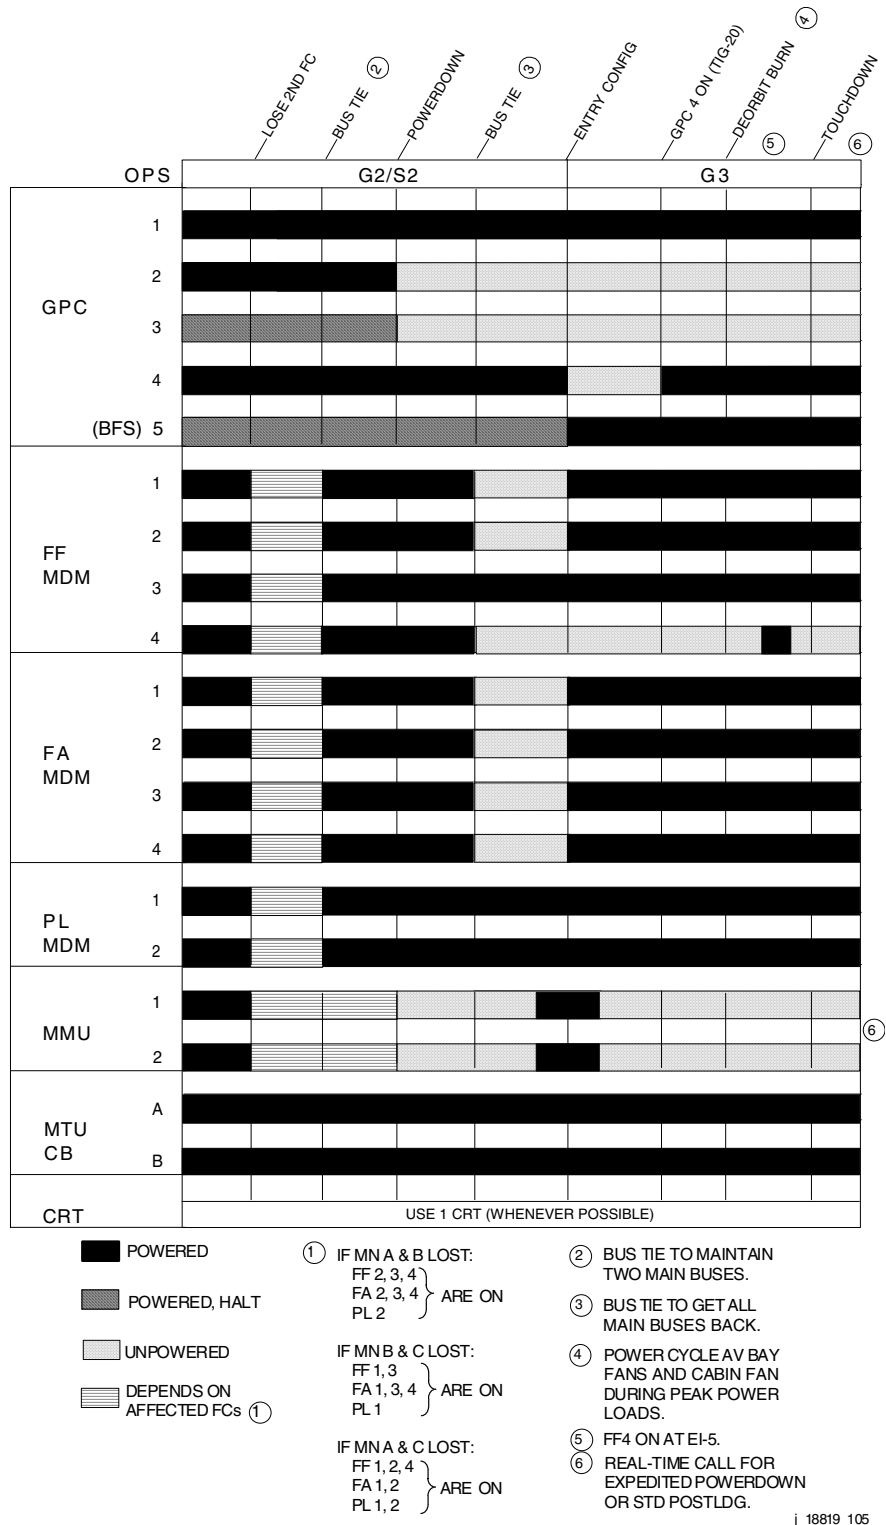 LOSE 2ND FC
BUS TIE 2
POWERDOWN
BUS TIE 3
ENTRY CONFIG
GPC 4 ON (TIG-20)
DEORBIT BURN 4
5
TOUCHDOWN
6
OPS G2/S2 G3
GPC
1
2
3
4
(BFS) 5
FF
MDM
1
2
3
4
FA
MDM
1
2
3
4
PL
MDM
1
2
MMU
1
2
6
MTU
CB
A
B
CRT
USE 1 CRT (WHENEVER POSSIBLE)
POWERED
POWERED, HALT
UNPOWERED
DEPENDS ON
AFFECTED FCs 1
1 IF MN A & B LOST:
FF 2, 3, 4
FA 2, 3, 4
PL 2
ARE ON
IF MN B & C LOST:
FF 1, 3
FA 1, 3, 4
PL 1
ARE ON
IF MN A & C LOST:
FF 1, 2, 4
FA 1, 2
PL 1, 2
ARE ON
2 BUS TIE TO MAINTAIN
TWO MAIN BUSES.
3 BUS TIE TO GET ALL
MAIN BUSES BACK.
4 POWER CYCLE AV BAY
FANS AND CABIN FAN
DURING PEAK POWER
LOADS.
5 FF4 ON AT EI-5.
6 REAL-TIME CALL FOR
EXPEDITED POWERDOWN
OR STD POSTLDG.
j_18819_105